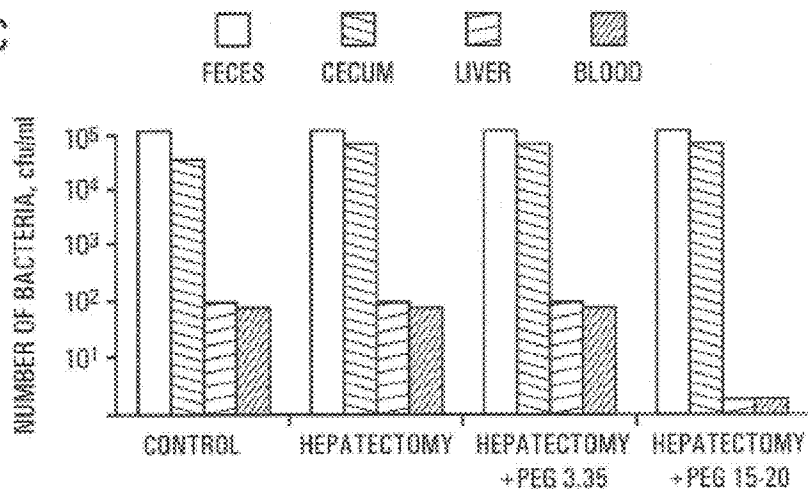 C
FECES CECUM LIVER BLOOD
NUMBER OF BACTERIA, cfu/ml
10⁵
10⁴
10³
10²
10¹
CONTROL HEPATECTOMY HEPATECTOMY HEPATECTOMY
+PEG 3.35 +PEG 15-20